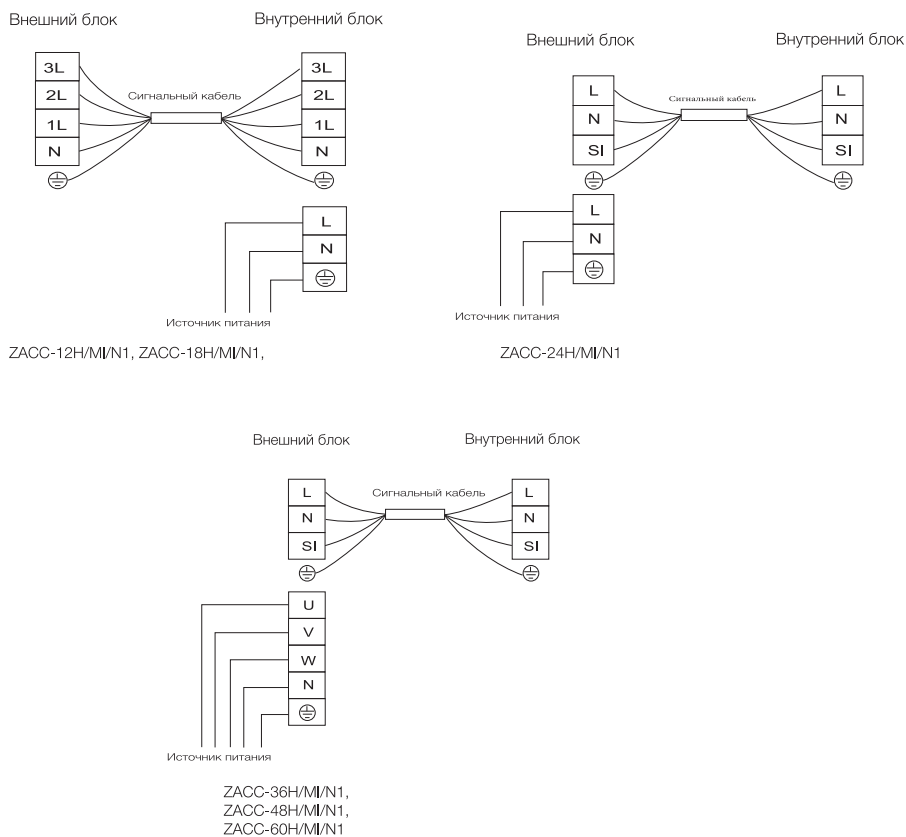 Внешний блок
Внутренний блок
3L
2L
1L
N
Сигнальный кабель
3L
2L
1L
N
L
N
Источник питания
ZACC-12H/MI/N1, ZACC-18H/MI/N1,
Внешний блок
Внутренний блок
L
N
SI
Сигнальный кабель
L
N
SI
L
N
Источник питания
ZACC-24H/MI/N1
Внешний блок
Внутренний блок
L
N
SI
Сигнальный кабель
L
N
SI
U
V
W
N
Источник питания
ZACC-36H/MI/N1,
ZACC-48H/MI/N1,
ZACC-60H/MI/N1